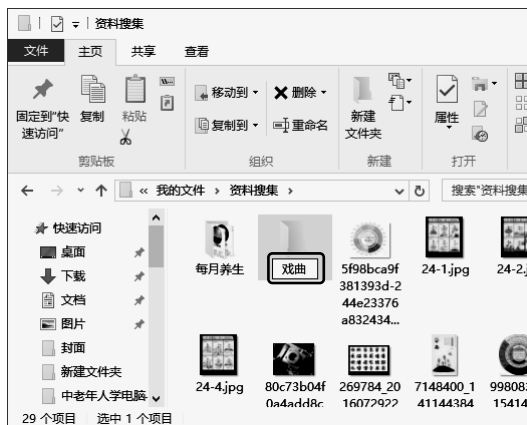 资料搜集
文件 主页 共享 查看
固定到"快速访问"
复制
粘贴
移动到
复制到
删除
重命名
新建
文件夹
属性
剪贴板 组织 新建 打开
« 我的文件 › 资料搜集 ›
搜索"资料搜集
快速访问
桌面
下载
文档
图片
封面
新建文件夹
中老年人学电脑
每月养生
戏曲
5f98bca9f
381393d-2
44e23376
a832434...
24-1.jpg
24-2.j
24-4.jpg
80c73b04f
0a4add8c
269784_20
16072922
7148400_1
41144384
998083
15414
29 个项目 选中 1 个项目